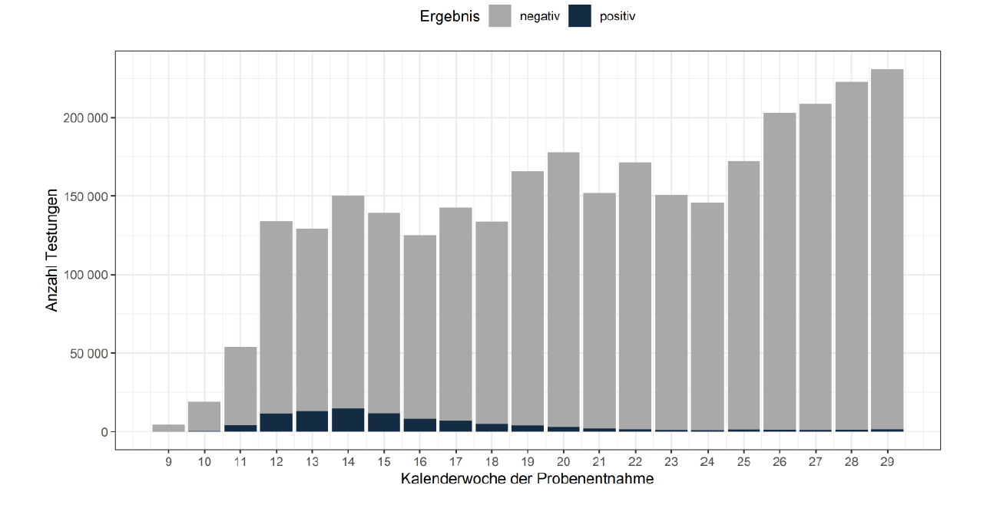 Ergebnis negativ positiv
200 000
150 000
100 000
50 000
0
Anzahl Testungen
9 10 11 12 13 14 15 16 17 18 19 20 21 22 23 24 25 26 27 28 29
Kalenderwoche der Probenentnahme